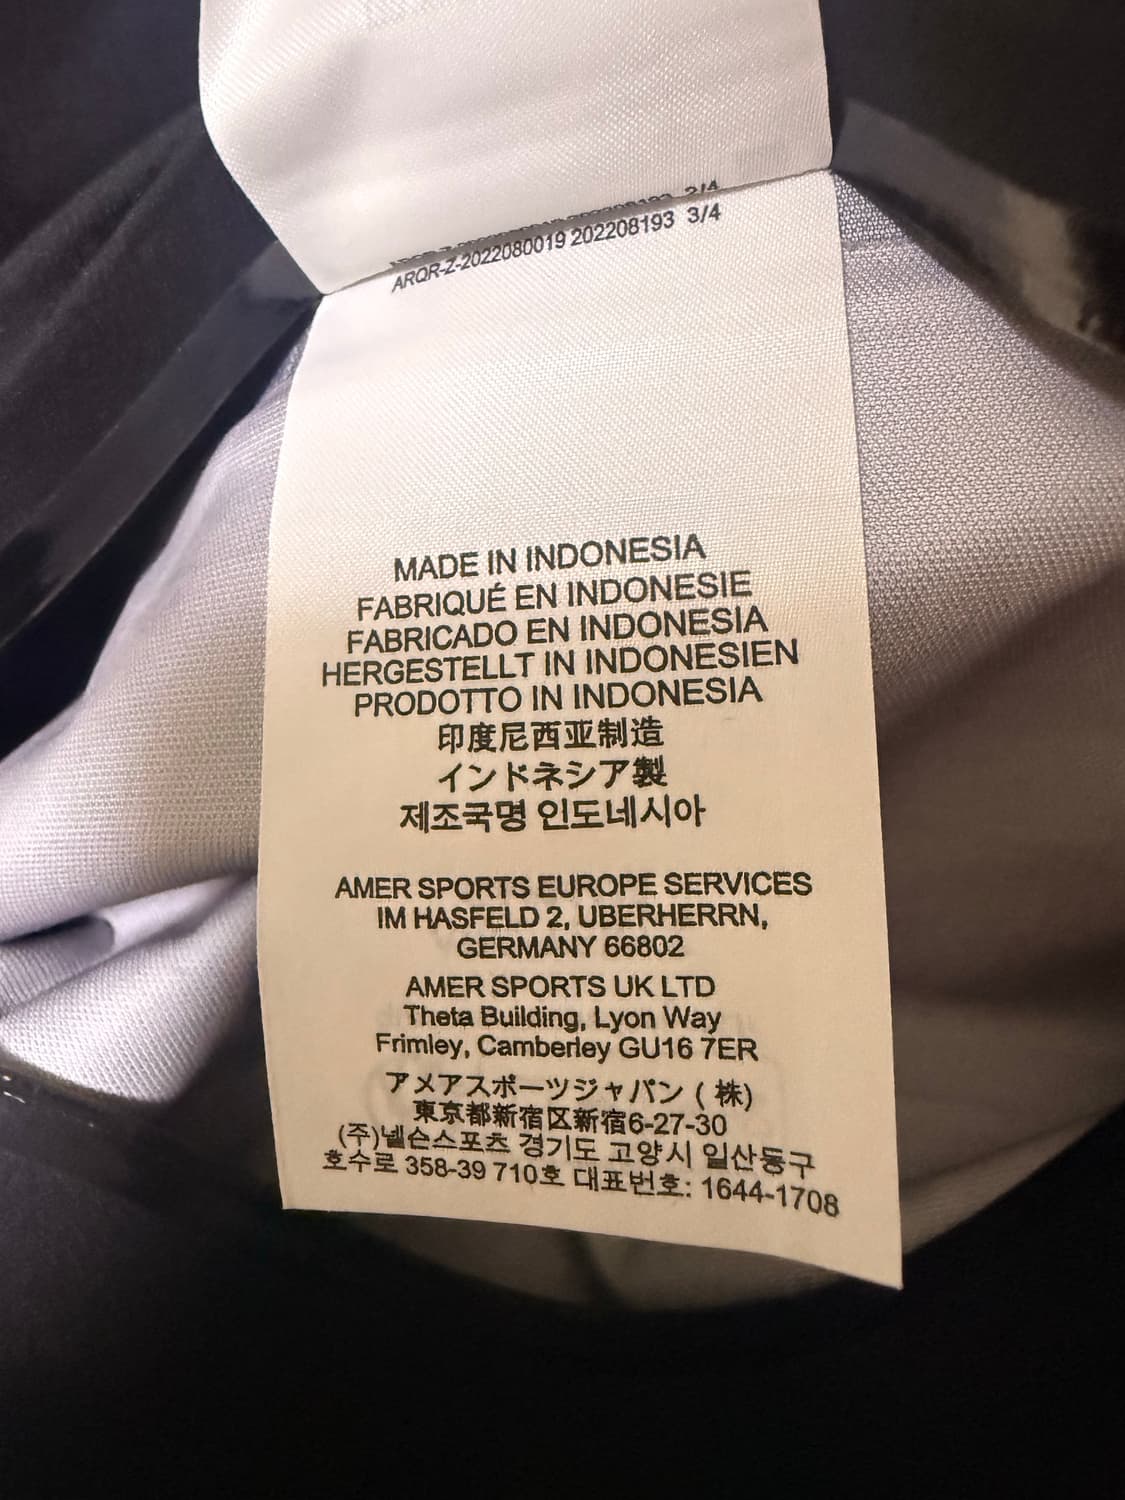 202208193 2/4
ARQR-Z-2022080019 202208193 3/4
MADE IN INDONESIA
FABRIQUÉ EN INDONESIE
FABRICADO EN INDONESIA
HERGESTELLT IN INDONESIEN
PRODOTTO IN INDONESIA
印度尼西亚制造
インドネシア製
제조국명 인도네시아
AMER SPORTS EUROPE SERVICES
IM HASFELD 2, UBERHERRN,
GERMANY 66802
AMER SPORTS UK LTD
Theta Building, Lyon Way
Frimley, Camberley GU16 7ER
アメアスポーツジャパン ( 株)
東京都新宿区新宿6-27-30
(주)넬슨스포츠 경기도 고양시 일산동구
호수로 358-39 710호 대표번호: 1644-1708